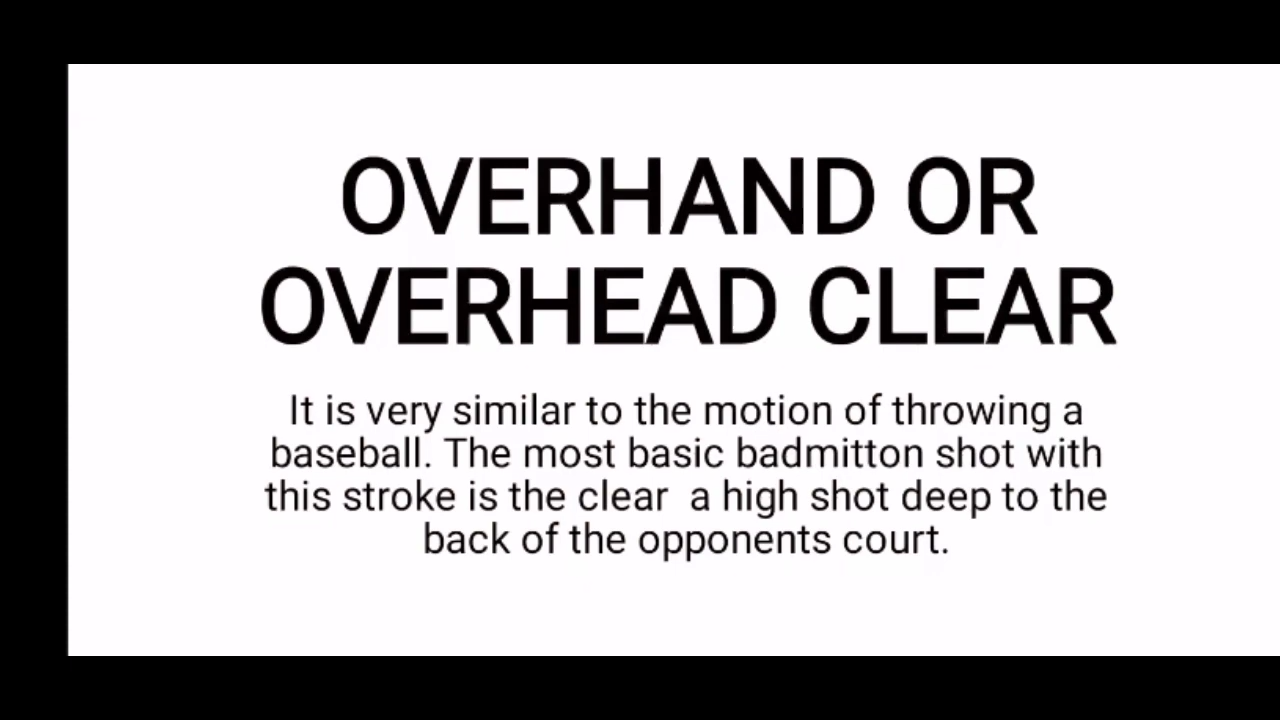 OVERHAND OR
OVERHEAD CLEAR
It is very similar to the motion of throwing a
baseball. The most basic badmitton shot with
this stroke is the clear  a high shot deep to the
back of the opponents court.